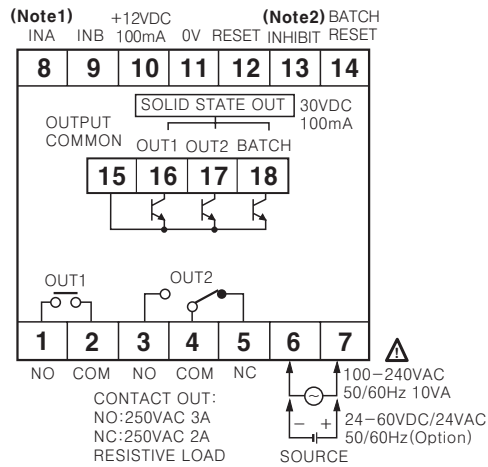 (Note1) +12VDC (Note2) BATCH
INA INB 100mA 0V RESET INHIBIT RESET
8 9 10 11 12 13 14
SOLID STATE OUT 30VDC
100mA
OUTPUT
COMMON OUT1 OUT2 BATCH
15 16 17 18
OUT1 OUT2
1 2 3 4 5 6 7
NO COM NO COM NC
100-240VAC
50/60Hz 10VA
CONTACT OUT:
NO:250VAC 3A
NC:250VAC 2A
RESISTIVE LOAD
- +
24-60VDC/24VAC
50/60Hz(Option)
SOURCE